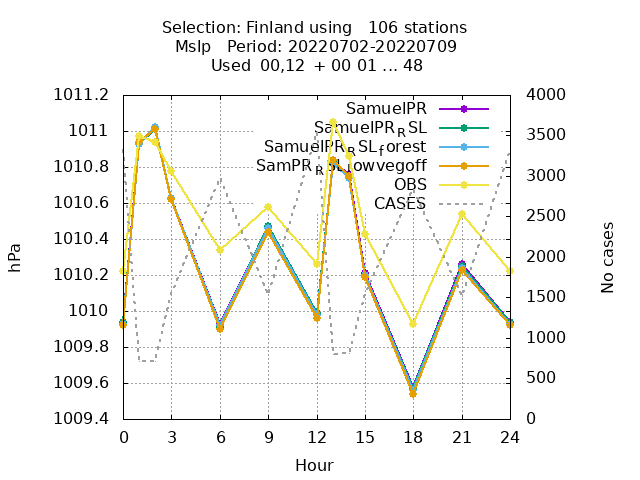 Selection: Finland using   106 stations
Mslp   Period: 20220702-20220709
Used  00,12  + 00 01 ... 48
1011.2
1011
1010.8
1010.6
1010.4
1010.2
1010
1009.8
1009.6
1009.4
hPa
SamuelPR
SamuelPR_RSL
SamuelPR_RSL_forest
SamPR_RSL_lowvegoff
OBS
CASES
4000
3500
3000
2500
2000
1500
1000
500
0
No cases
0 3 6 9 12 15 18 21 24
Hour